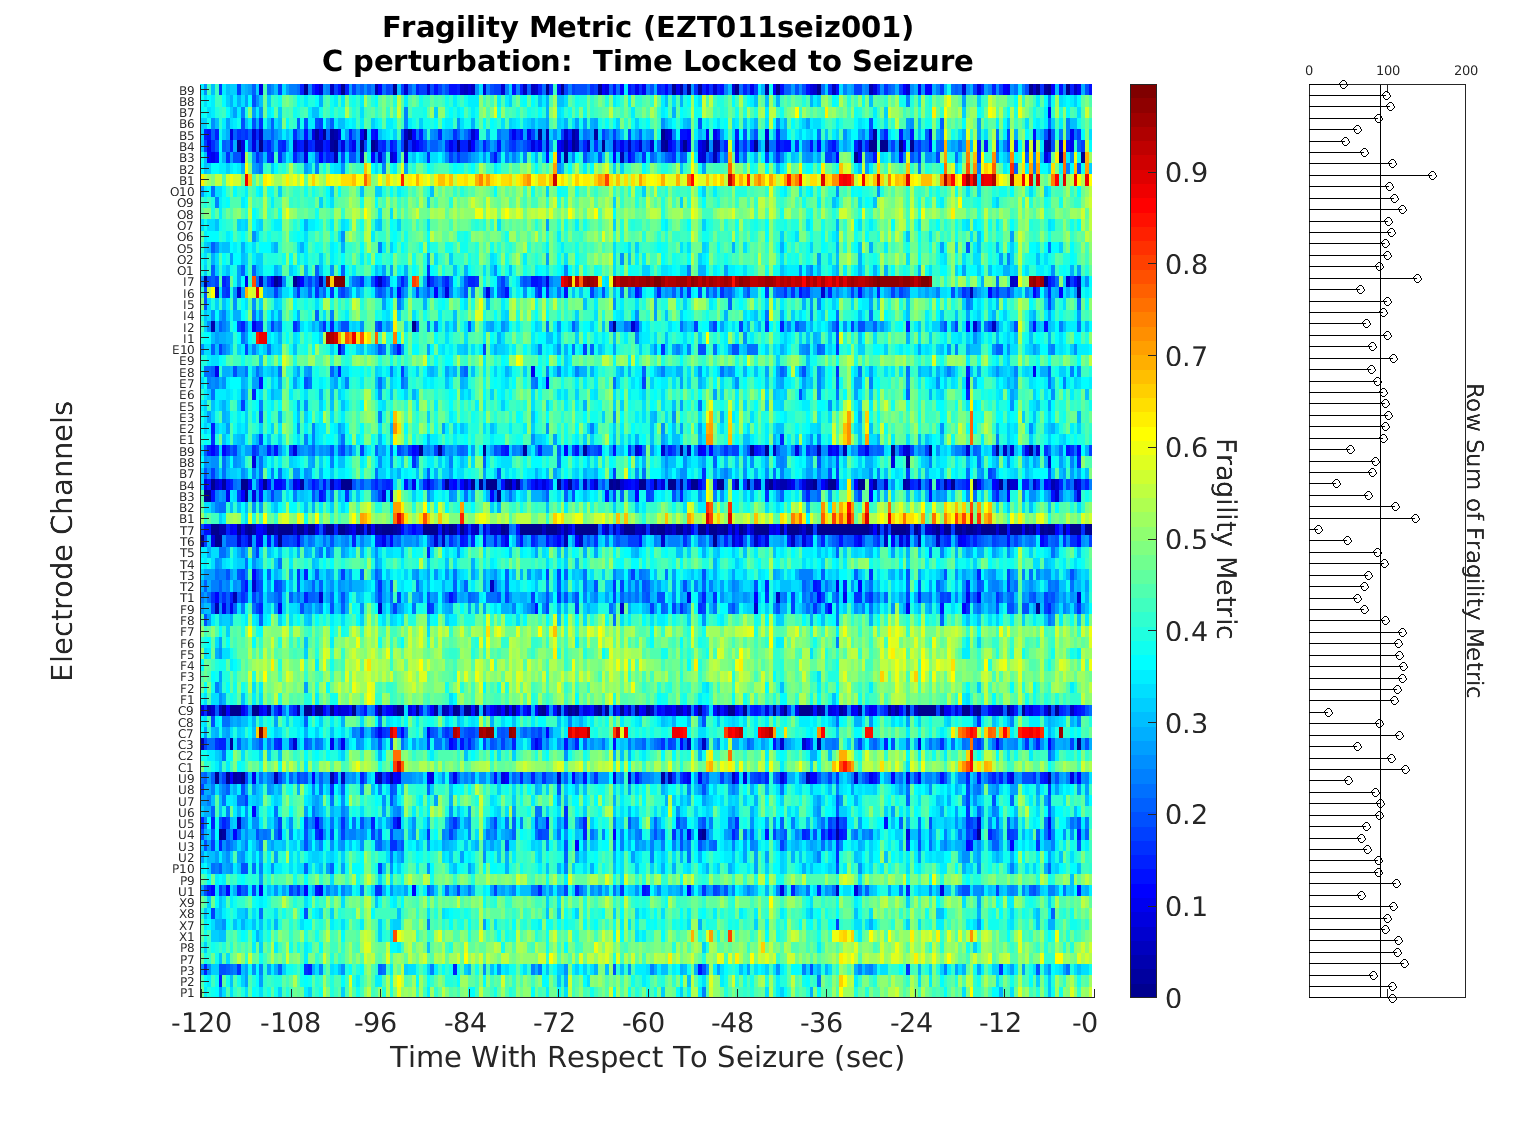 Fragility Metric (EZT011seiz001)
C perturbation:  Time Locked to Seizure
Electrode Channels
B9
B8
B7
B6
B5
B4
B3
B2
B1
O10
O9
O8
O7
O6
O5
O2
O1
I7
I6
I5
I4
I2
I1
E10
E9
E8
E7
E6
E5
E3
E2
E1
B9
B8
B7
B4
B3
B2
B1
T7
T6
T5
T4
T3
T2
T1
F9
F8
F7
F6
F5
F4
F3
F2
F1
C9
C8
C7
C3
C2
C1
U9
U8
U7
U6
U5
U4
U3
U2
P10
P9
U1
X9
X8
X7
X1
P8
P7
P3
P2
P1
-120 -108 -96 -84 -72 -60 -48 -36 -24 -12 -0
Time With Respect To Seizure (sec)
0.9
0.8
0.7
0.6
0.5
0.4
0.3
0.2
0.1
0
Fragility Metric
0 100 200
Row Sum of Fragility Metric